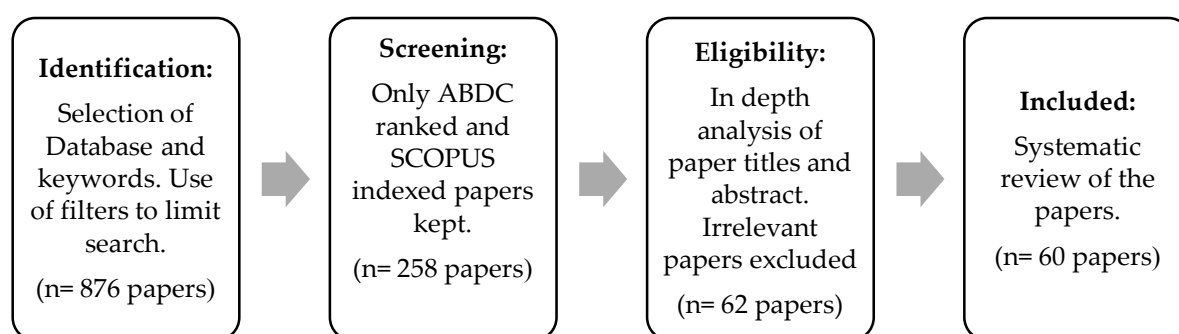 Identification:
Selection of
Database and
keywords. Use
of filters to limit
search.
(n= 876 papers)
Screening:
Only ABDC
ranked and
SCOPUS
indexed papers
kept.
(n= 258 papers)
Eligibility:
In depth
analysis of
paper titles and
abstract.
Irrelevant
papers excluded
(n= 62 papers)
Included:
Systematic
review of the
papers.
(n= 60 papers)